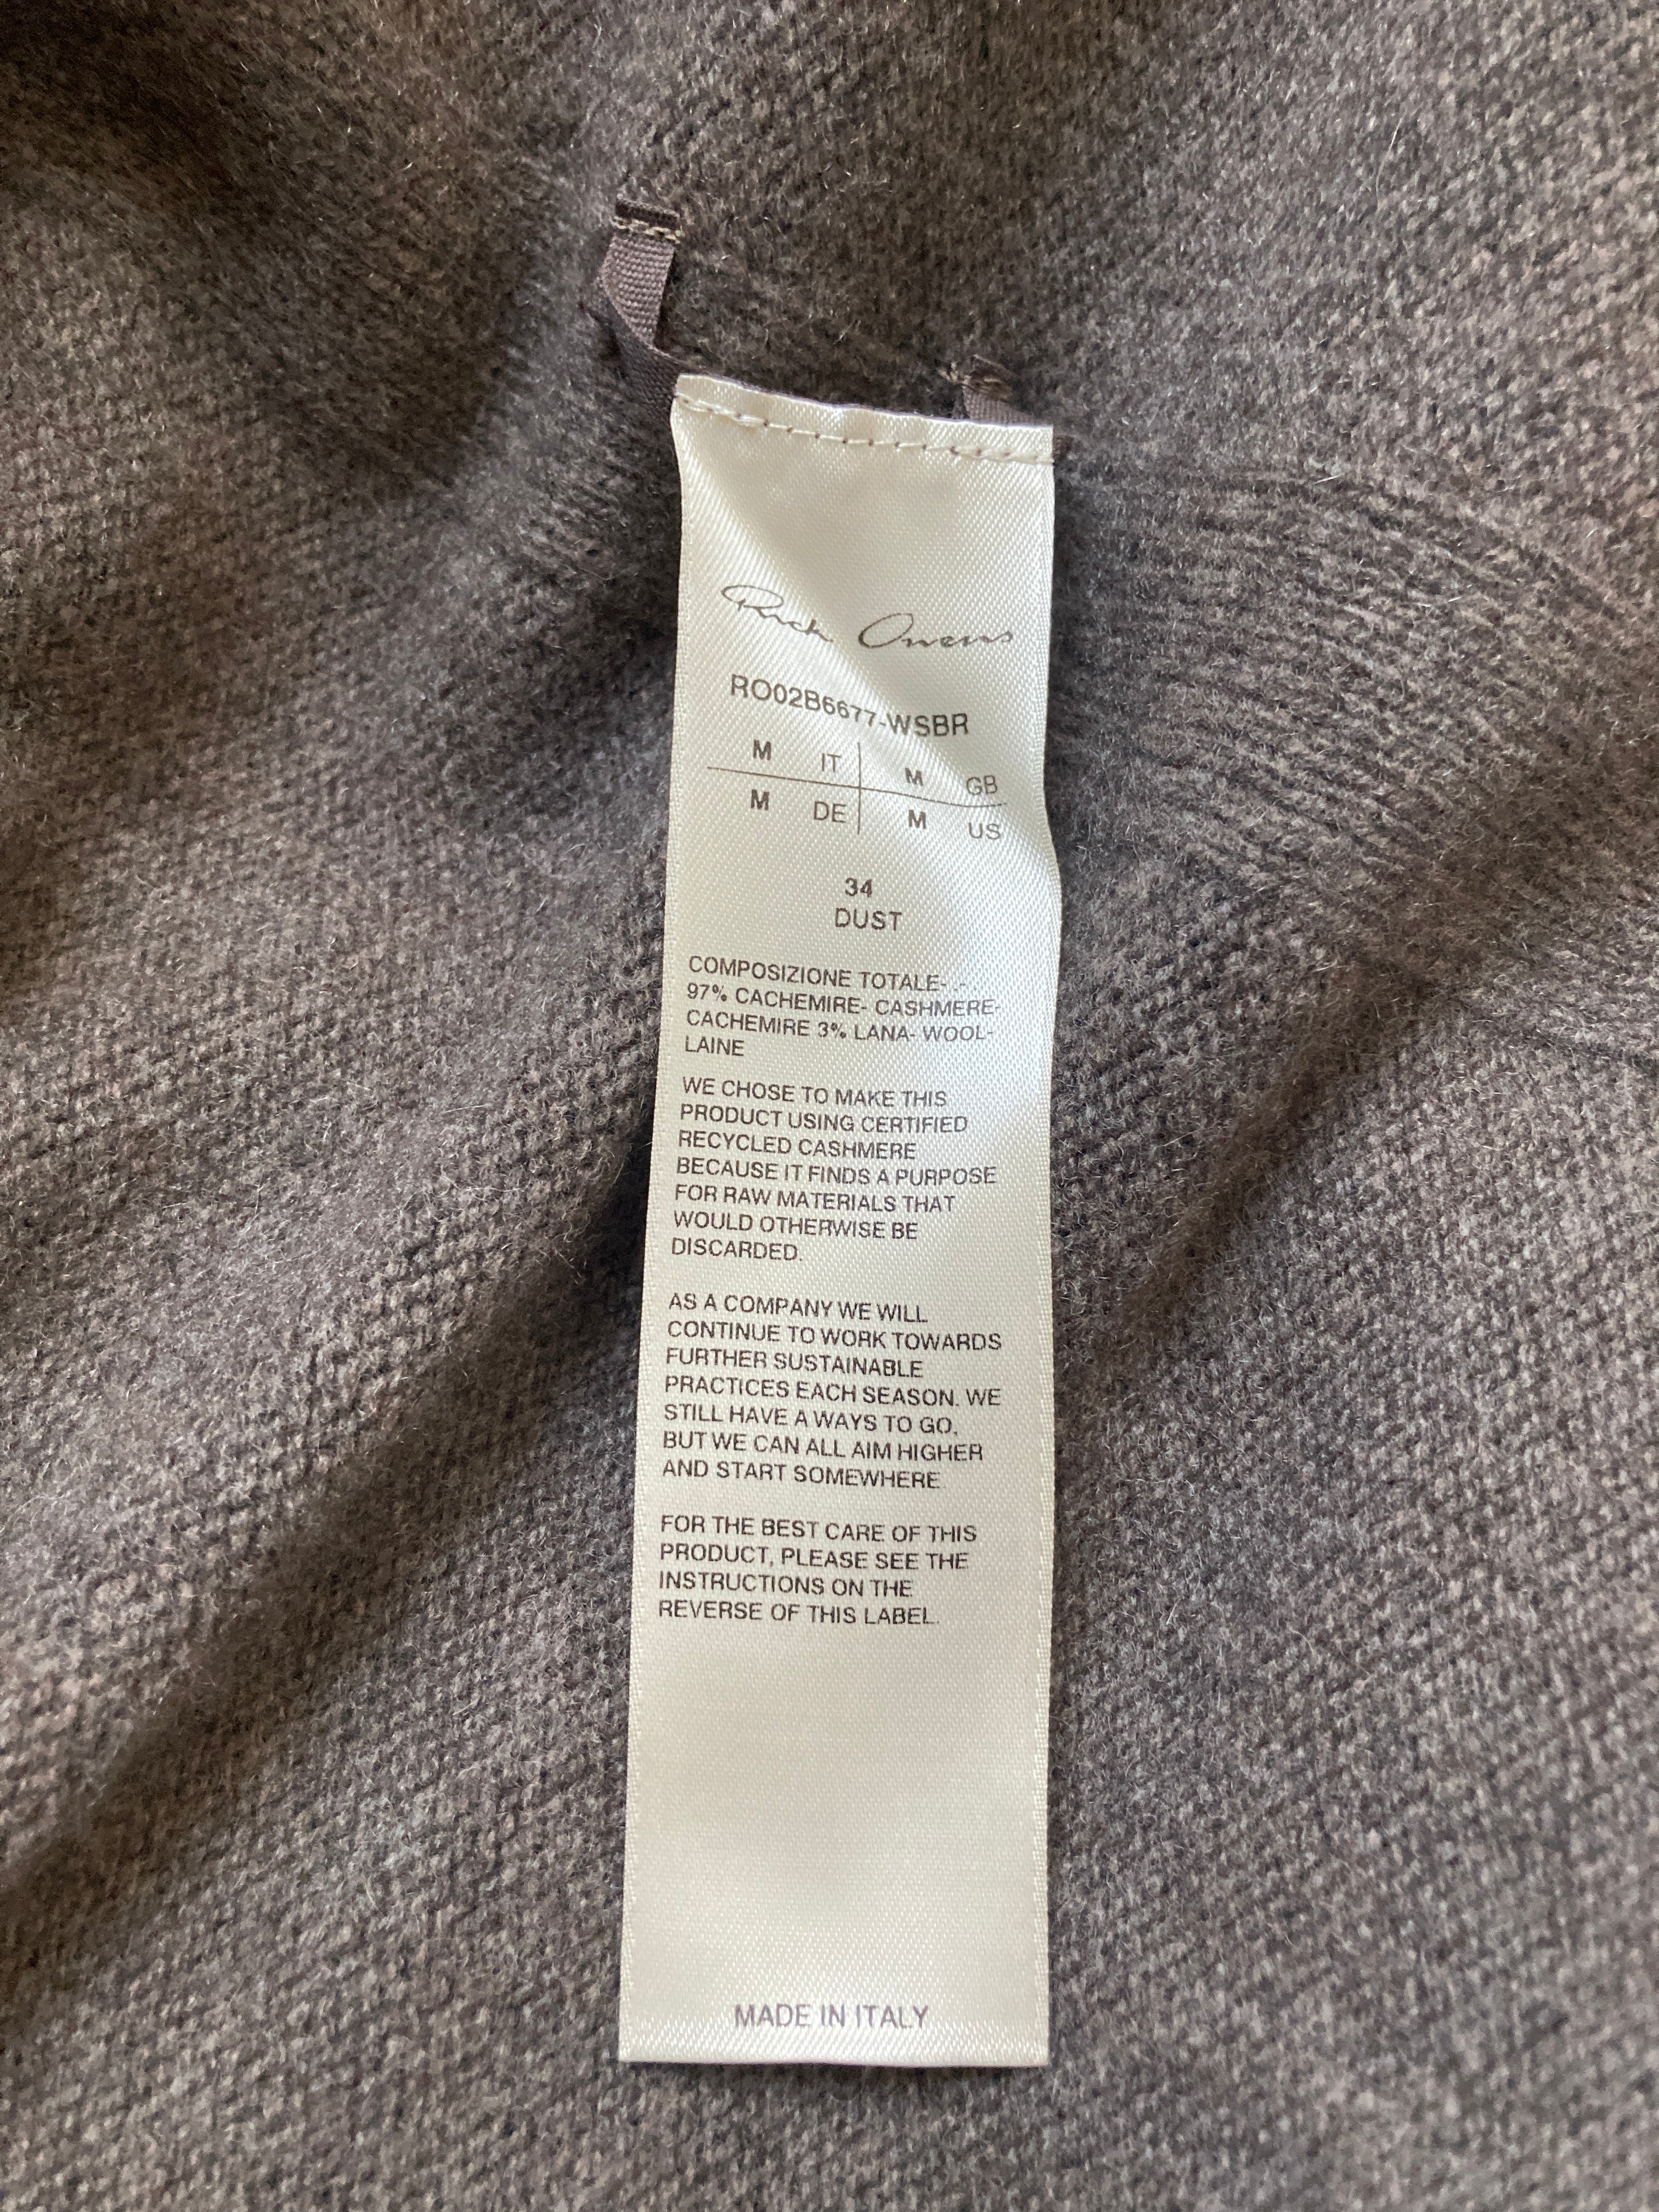 Rick Owens
RO02B6677-WSBR
M IT M GB
M DE M US
34
DUST
COMPOSIZIONE TOTALE- .- .
97% CACHEMIRE- CASHMERE-
CACHEMIRE 3% LANA- WOOL-
LAINE
WE CHOSE TO MAKE THIS
PRODUCT USING CERTIFIED
RECYCLED CASHMERE
BECAUSE IT FINDS A PURPOSE
FOR RAW MATERIALS THAT
WOULD OTHERWISE BE
DISCARDED.
AS A COMPANY WE WILL
CONTINUE TO WORK TOWARDS
FURTHER SUSTAINABLE
PRACTICES EACH SEASON. WE
STILL HAVE A WAYS TO GO,
BUT WE CAN ALL AIM HIGHER
AND START SOMEWHERE
FOR THE BEST CARE OF THIS
PRODUCT, PLEASE SEE THE
INSTRUCTIONS ON THE
REVERSE OF THIS LABEL.
MADE IN ITALY